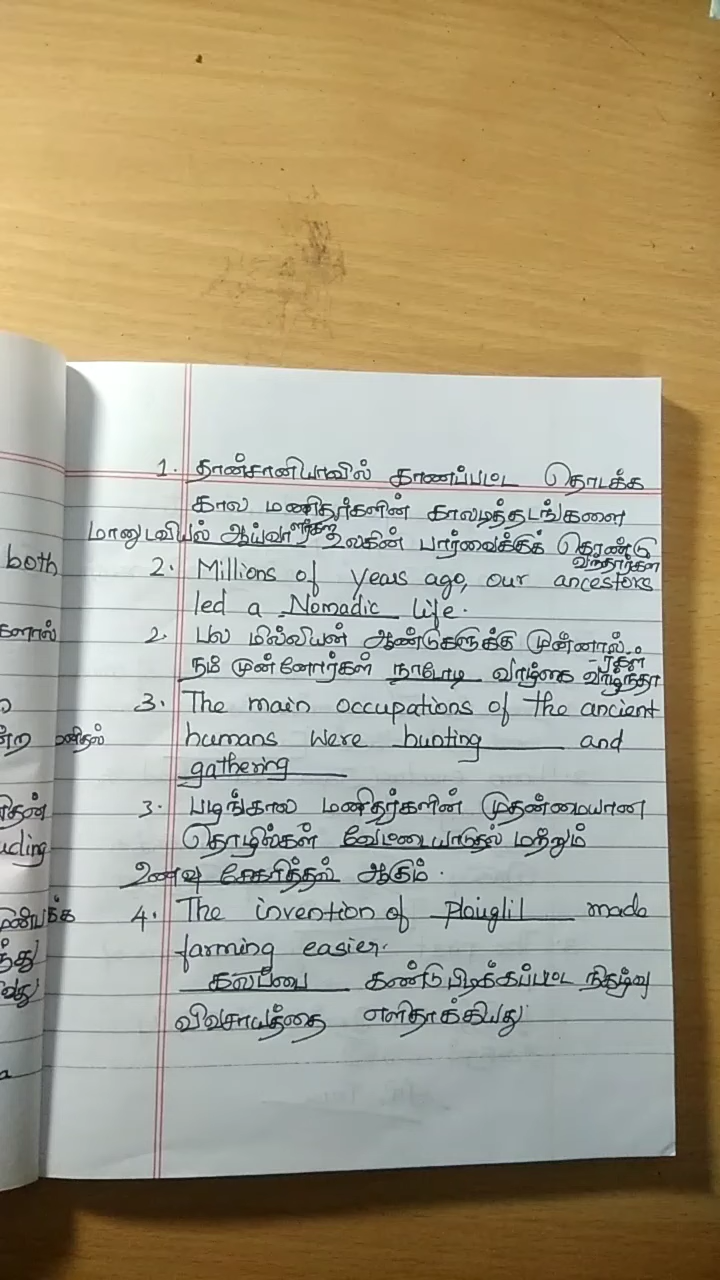 1. தான்சானியாவில் காணப்பட்ட தொடக்க
கால மனிதர்களின் காலடித்தடங்களை
மானுடவியல் ஆய்வாளர்கள் உலகின் பார்வைக்குக் கொண்டு
வந்தார்கள்
both
2. Millions of years ago, our ancestors
led a Nomadic life.
2. பல மில்லியன் ஆண்டுகளுக்கு முன்னால்
நம் முன்னோர்கள் நாடோடி வாழ்கை வாழ்ந்தா
-ர்கள்
3. The main occupations of the ancient
humans were hunting and
gathering
3. பழங்கால மனிதர்களின் முதன்மையான
தொழில்கள் வேட்டையாடுதல் மற்றும்
உணவு சேகரித்தல் ஆகும்.
4. The invention of made
farming easier.
கலப்பை கண்டுபிடிக்கப்பட்ட நிகழ்வு
விவசாயத்தை எளிதாக்கியது